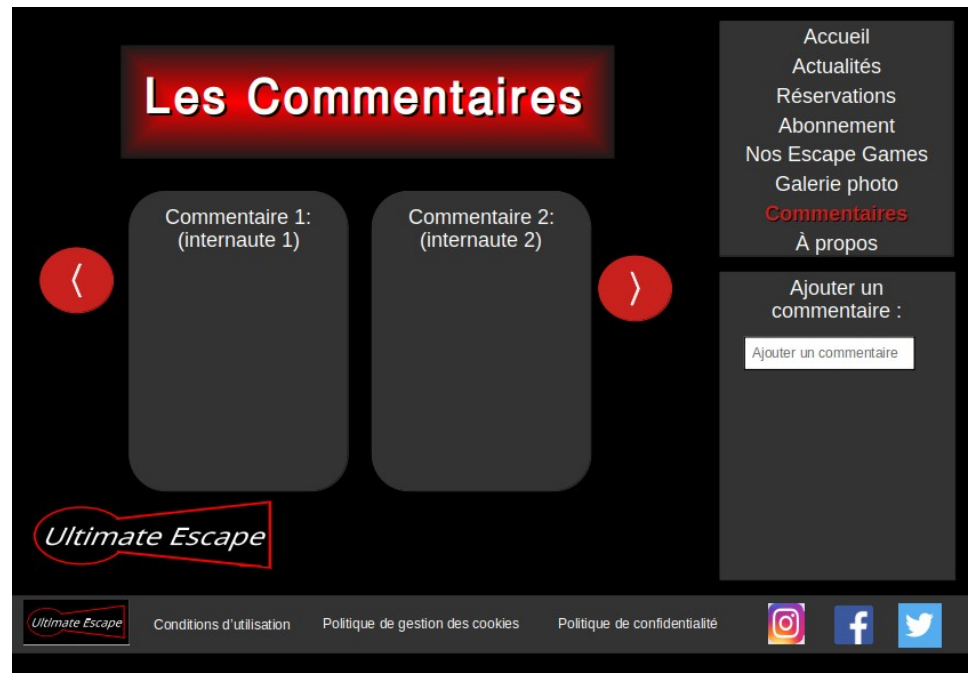 Les Commentaires
Commentaire 1:
(internaute 1)
Commentaire 2:
(internaute 2)
Ultimate Escape
Accueil
Actualités
Réservations
Abonnement
Nos Escape Games
Galerie photo
Commentaires
À propos
Ajouter un
commentaire :
Ajouter un commentaire
Ultimate Escape
Conditions d'utilisation
Politique de gestion des cookies
Politique de confidentialité